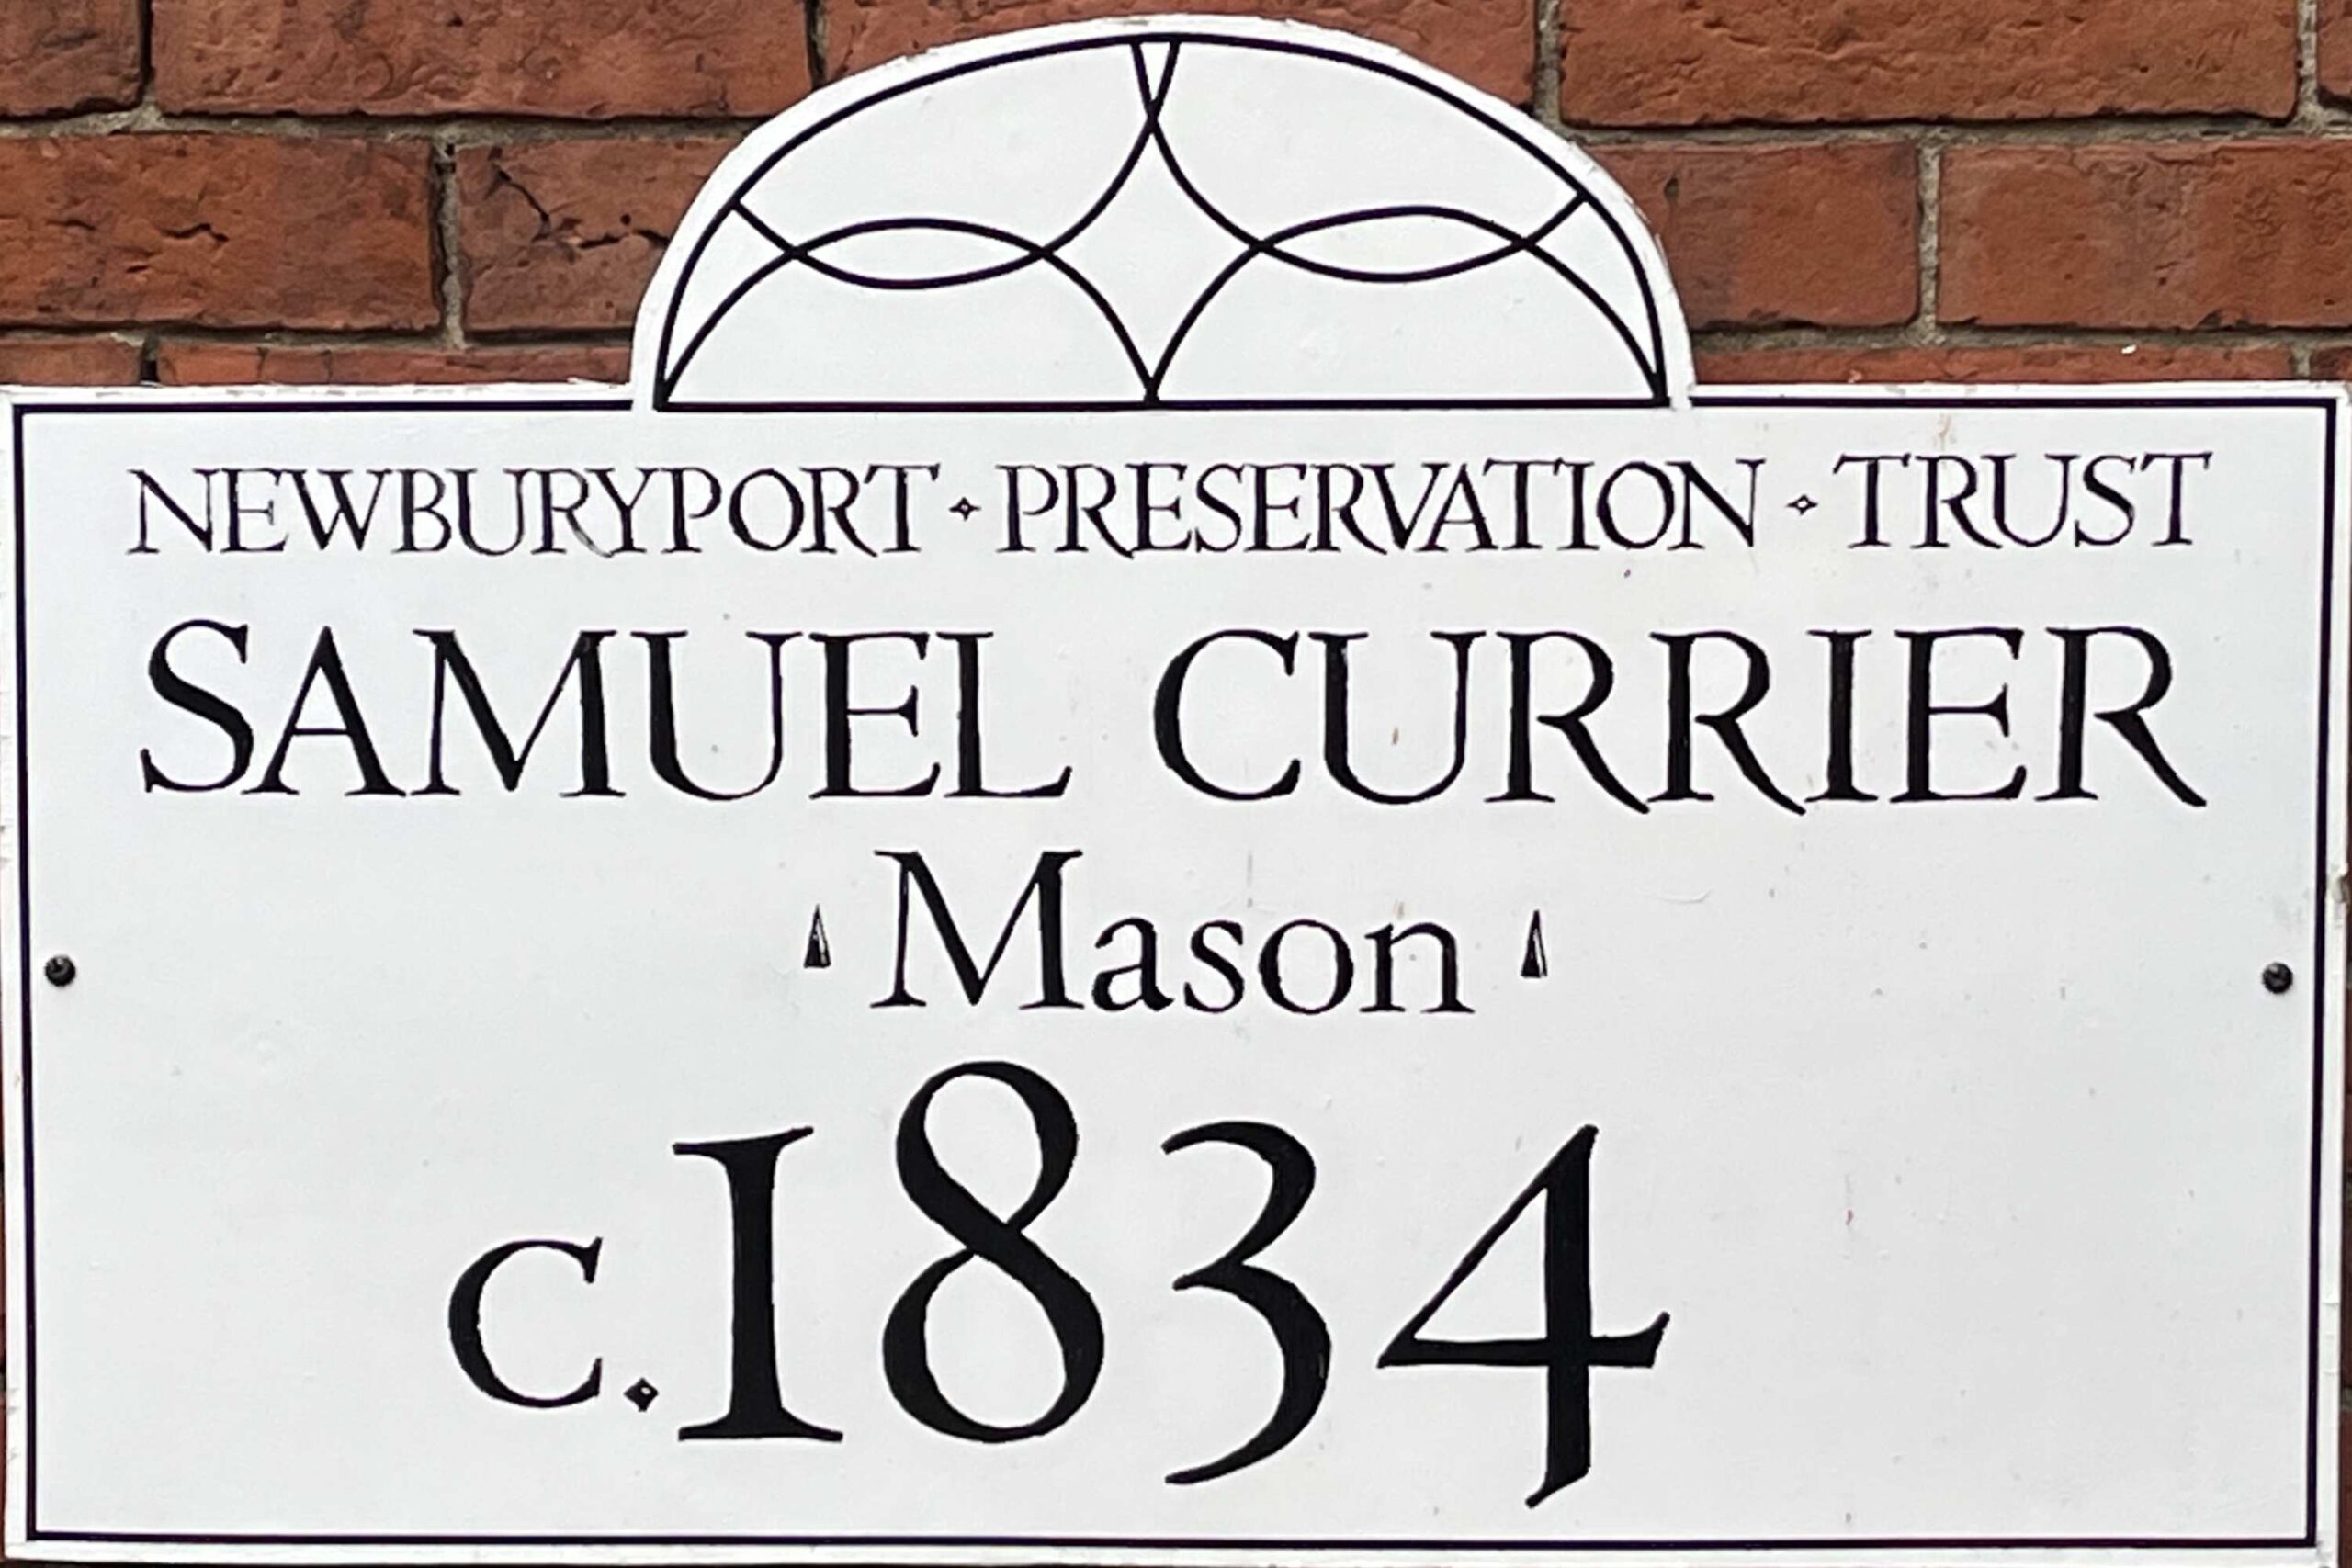 NEWBURYPORT · PRESERVATION · TRUST
SAMUEL CURRIER
Mason
c.1834